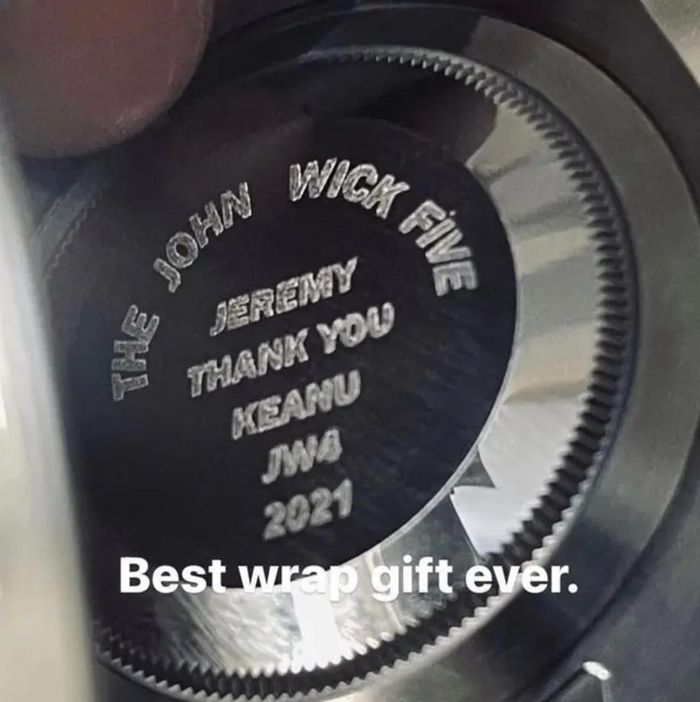 THE JOHN WICK FIVE
JEREMY
THANK YOU
KEANU
JW4
2021
Best wrap gift ever.